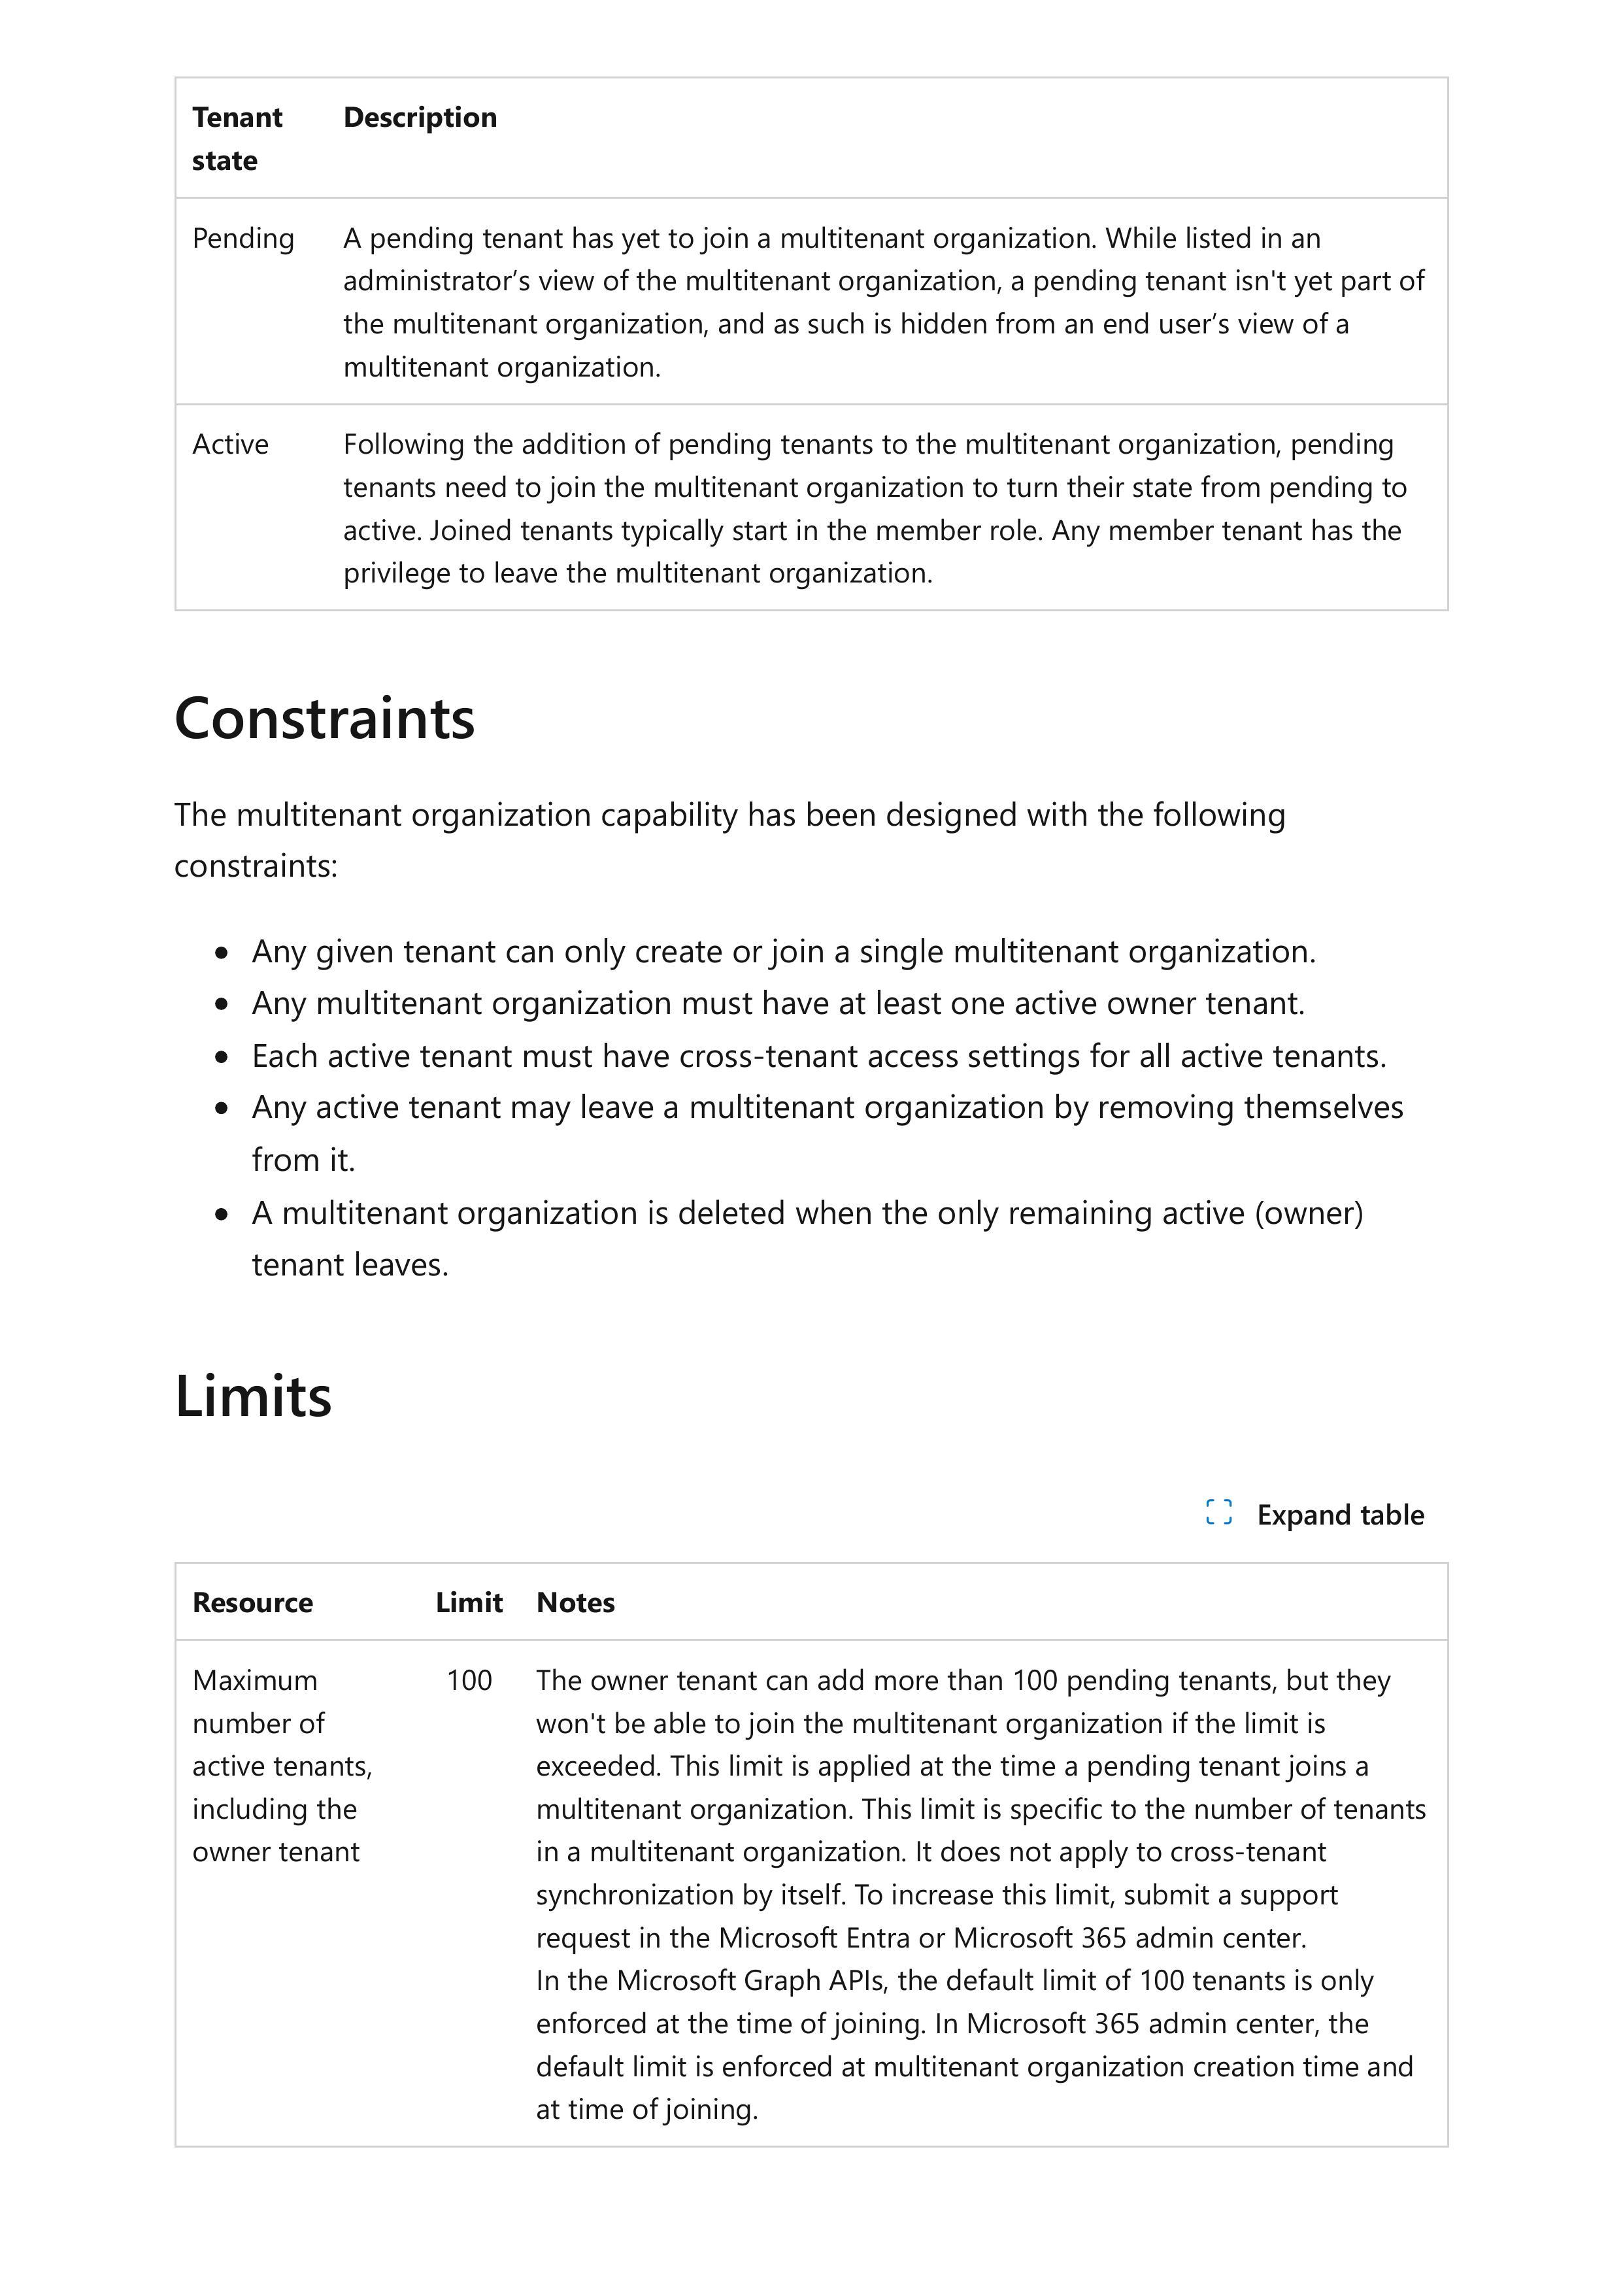 Tenant Description
state
Pending A pending tenant has yet to join a multitenant organization. While listed in an
administrator’s view of the multitenant organization, a pending tenant isn't yet part of
the multitenant organization, and as such is hidden from an end user’s view of a
multitenant organization.
Active Following the addition of pending tenants to the multitenant organization, pending
tenants need to join the multitenant organization to turn their state from pending to
active. Joined tenants typically start in the member role. Any member tenant has the
privilege to leave the multitenant organization.
Constraints
The multitenant organization capability has been designed with the following
constraints:
• Any given tenant can only create or join a single multitenant organization.
• Any multitenant organization must have at least one active owner tenant.
• Each active tenant must have cross-tenant access settings for all active tenants.
• Any active tenant may leave a multitenant organization by removing themselves
from it.
• A multitenant organization is deleted when the only remaining active (owner)
tenant leaves.
Limits
Expand table
Resource Limit Notes
Maximum 100 The owner tenant can add more than 100 pending tenants, but they
number of won't be able to join the multitenant organization if the limit is
active tenants, exceeded. This limit is applied at the time a pending tenant joins a
including the multitenant organization. This limit is specific to the number of tenants
owner tenant in a multitenant organization. It does not apply to cross-tenant
synchronization by itself. To increase this limit, submit a support
request in the Microsoft Entra or Microsoft 365 admin center.
In the Microsoft Graph APIs, the default limit of 100 tenants is only
enforced at the time of joining. In Microsoft 365 admin center, the
default limit is enforced at multitenant organization creation time and
at time of joining.